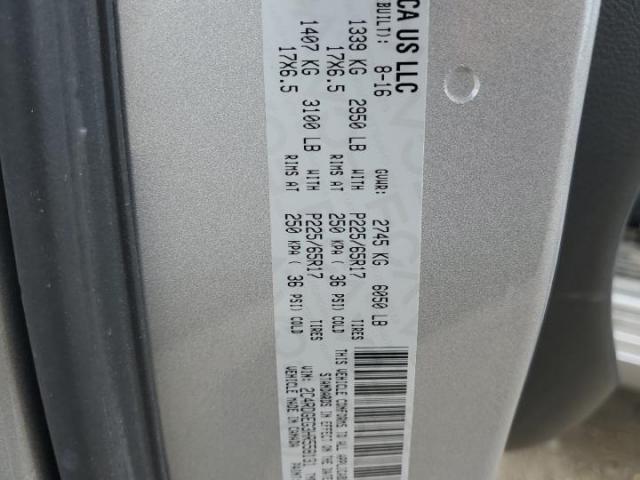 CA US LLC
BUILT): 8-16 GVWR: 2745 KG 6050 LB
1339 KG 2950 LB WITH P225/65R17 TIRES
17X6.5 RIMS AT 250 KPA ( 36 PSI) COLD
1407 KG 3100 LB WITH P225/65R17 TIRES
17X6.5 RIMS AT 250 KPA ( 36 PSI) COLD
THIS VEHICLE CONFORMS TO ALL
STANDARDS IN EFFECT ON THE DATE
VIN:
VEHICLE MADE IN CANADA